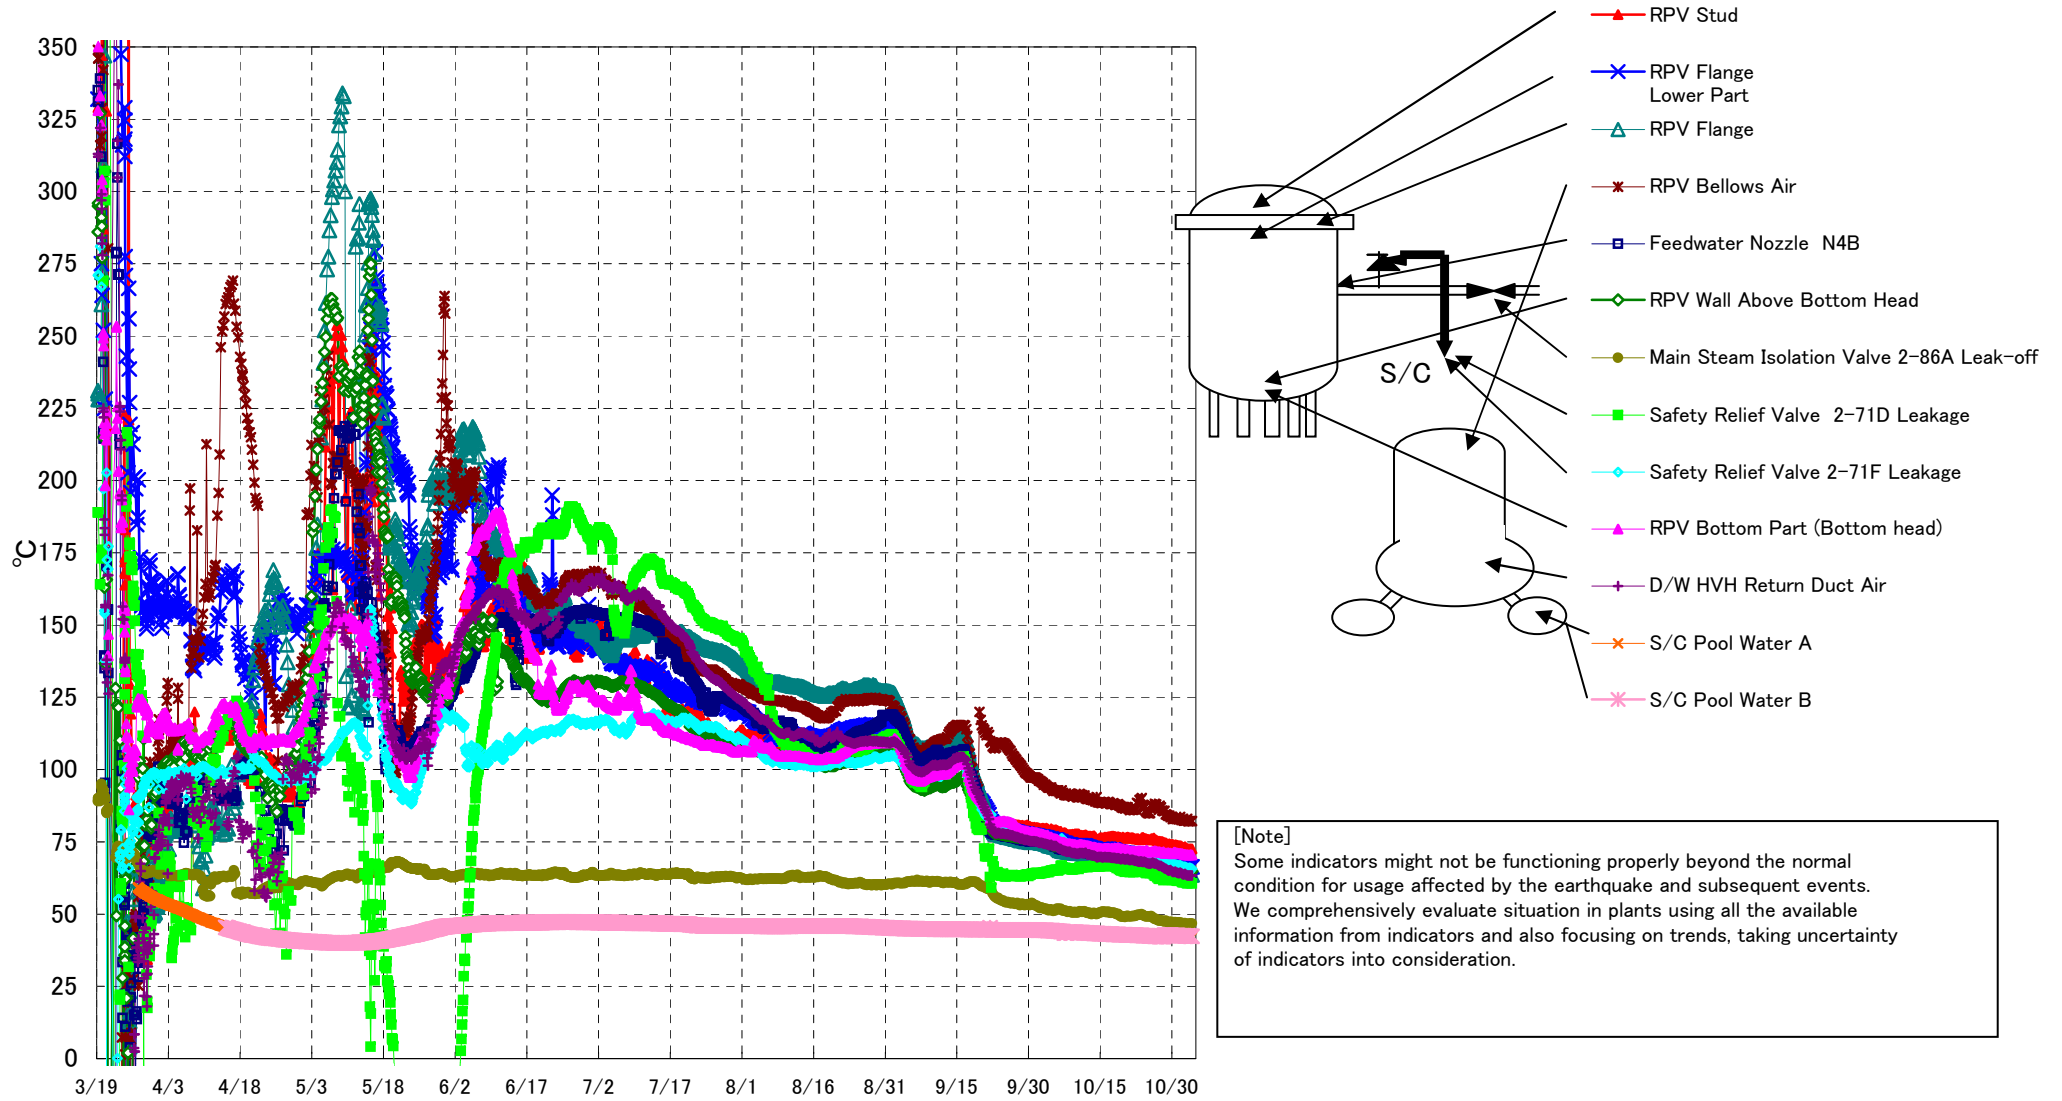 350
325
300
275
250
225
200
175
150
125
100
75
50
25
0
℃
3/19 4/3 4/18 5/3 5/18 6/2 6/17 7/2 7/17 8/1 8/16 8/31 9/15 9/30 10/15 10/30
RPV Stud
RPV Flange
Lower Part
RPV Flange
RPV Bellows Air
Feedwater Nozzle N4B
RPV Wall Above Bottom Head
Main Steam Isolation Valve 2-86A Leak-off
Safety Relief Valve 2-71D Leakage
Safety Relief Valve 2-71F Leakage
RPV Bottom Part (Bottom head)
D/W HVH Return Duct Air
S/C Pool Water A
S/C Pool Water B
S/C
[Note]
Some indicators might not be functioning properly beyond the normal
condition for usage affected by the earthquake and subsequent events.
We comprehensively evaluate situation in plants using all the available
information from indicators and also focusing on trends, taking uncertainty
of indicators into consideration.